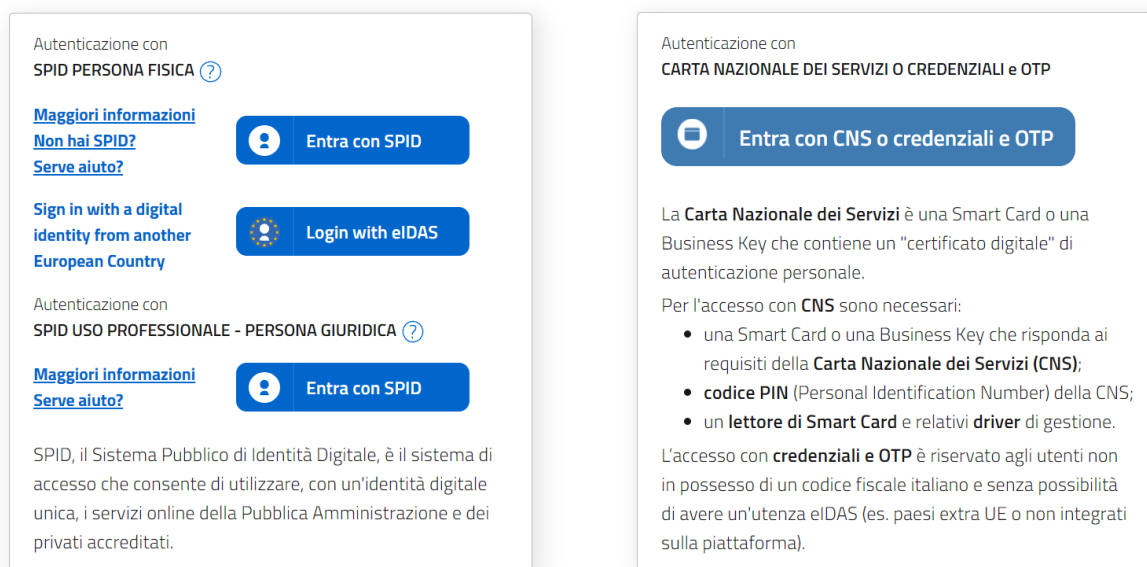 Autenticazione con
SPID PERSONA FISICA ?
Maggiori informazioni
Non hai SPID?
Serve aiuto?
Entra con SPID
Sign in with a digital
identity from another
European Country
Login with eIDAS
Autenticazione con
SPID USO PROFESSIONALE - PERSONA GIURIDICA ?
Maggiori informazioni
Serve aiuto?
Entra con SPID
SPID, il Sistema Pubblico di Identità Digitale, è il sistema di
accesso che consente di utilizzare, con un'identità digitale
unica, i servizi online della Pubblica Amministrazione e dei
privati accreditati.
Autenticazione con
CARTA NAZIONALE DEI SERVIZI O CREDENZIALI e OTP
Entra con CNS o credenziali e OTP
La Carta Nazionale dei Servizi è una Smart Card o una
Business Key che contiene un "certificato digitale" di
autenticazione personale.
Per l'accesso con CNS sono necessari:
• una Smart Card o una Business Key che risponda ai
requisiti della Carta Nazionale dei Servizi (CNS);
• codice PIN (Personal Identification Number) della CNS;
• un lettore di Smart Card e relativi driver di gestione.
L’accesso con credenziali e OTP è riservato agli utenti non
in possesso di un codice fiscale italiano e senza possibilità
di avere un'utenza eIDAS (es. paesi extra UE o non integrati
sulla piattaforma).